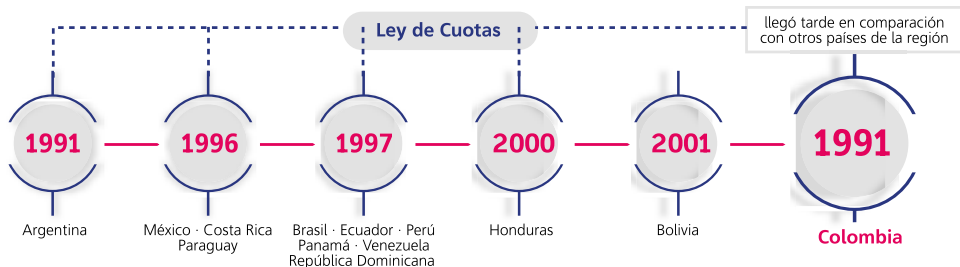 Ley de Cuotas
llegó tarde en comparación
con otros países de la región
1991
1996
1997
2000
2001
1991
Argentina
México · Costa Rica
Paraguay
Brasil · Ecuador · Perú
Panamá · Venezuela
República Dominicana
Honduras
Bolivia
Colombia